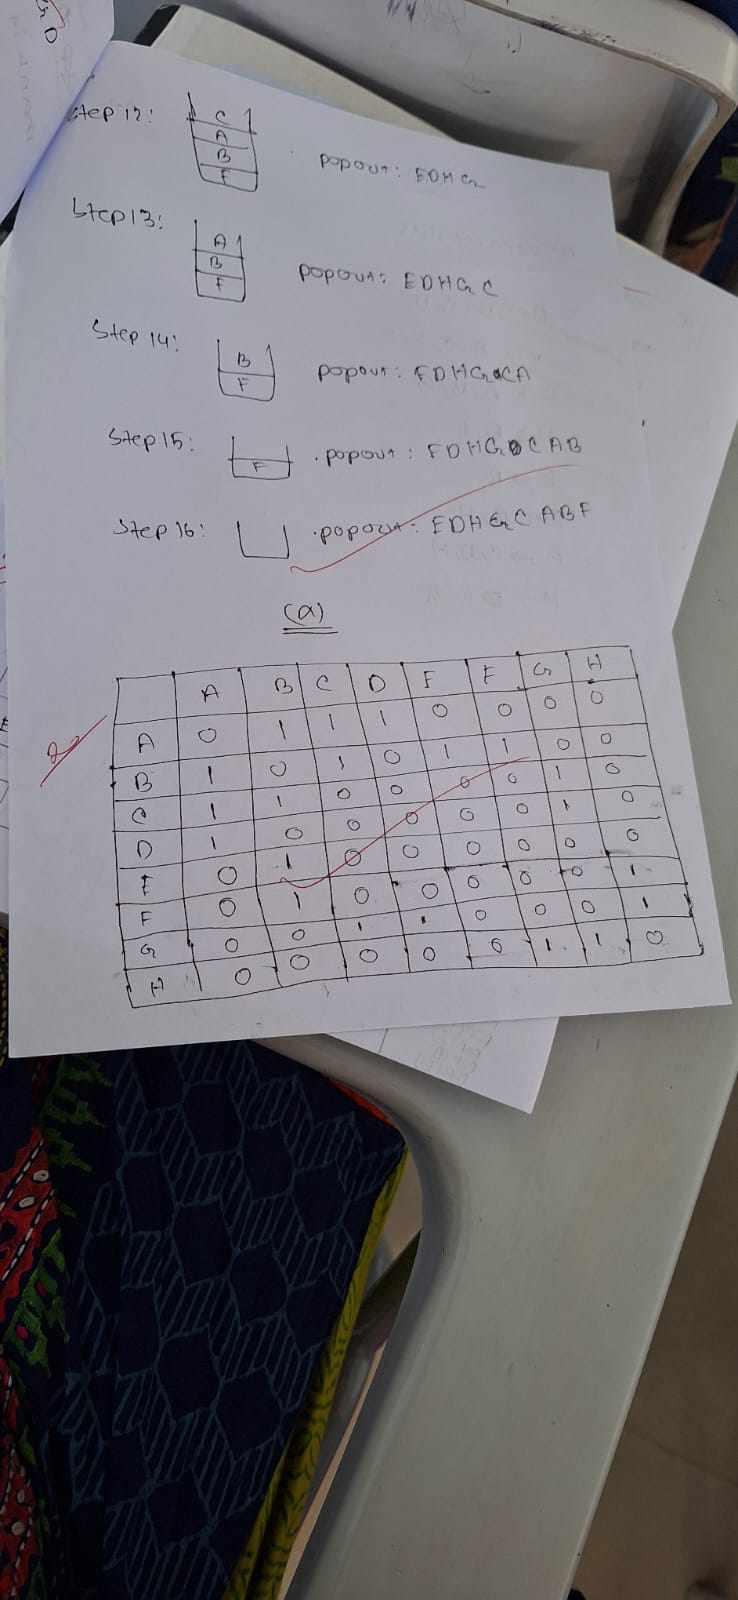 Step 12:
C
A
B
F
popout: EDHG
Step 13:
A
B
F
popout: EDHGC
Step 14:
B
F
popout: EDHGCA
Step 15:
F
popout: EDHGCAB
Step 16:
popout: EDHGCABF
(a)
A B C D E F G H
A 0 1 1 1 0 0 0 0
B 1 0 1 0 1 1 0 0
C 1 1 0 0 0 0 1 0
D 1 0 0 0 0 0 1 0
E 0 1 0 0 0 0 0 0
F 0 1 0 0 0 0 0 1
G 0 0 1 1 0 0 0 1
H 0 0 0 0 0 1 1 0